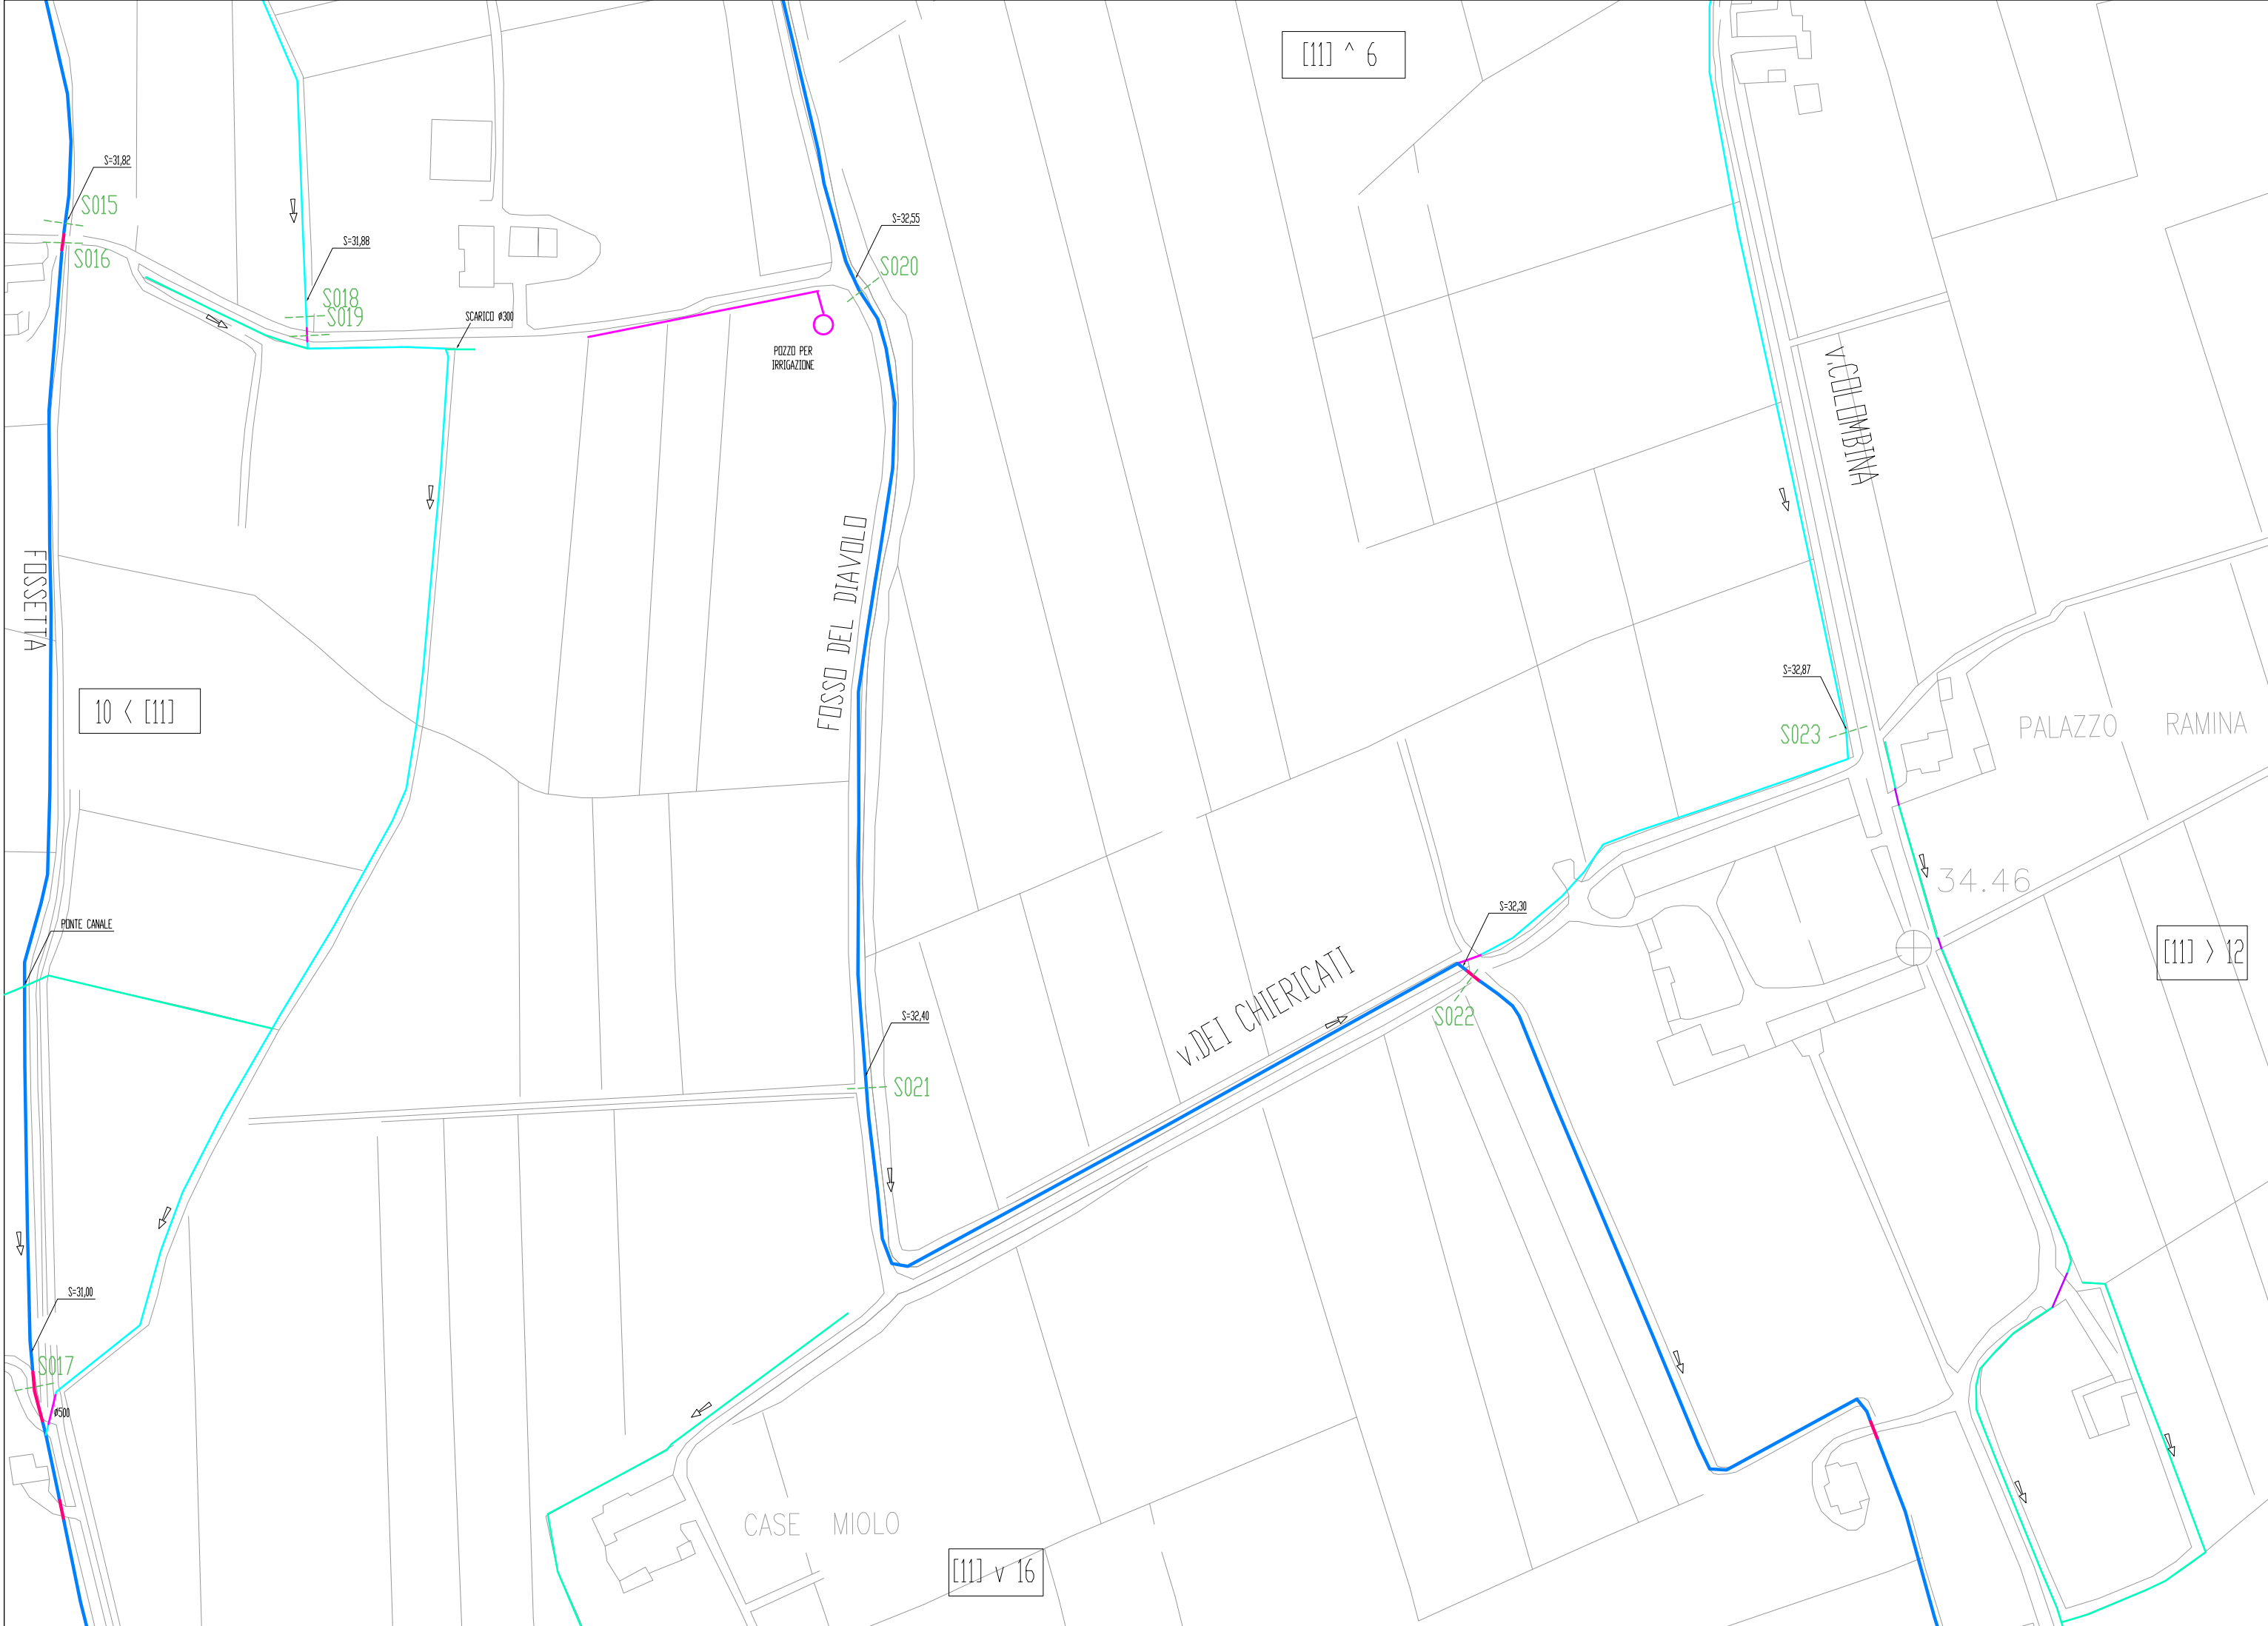 [11] ^ 6
S=31,82
S015
S016
S=31,88
S018
S019
SCARICO ø300
S=32,55
S020
POZZO PER
IRRIGAZIONE
V.COLOMBINA
FOSSETTA
FOSSO DEL DIAVOLO
10 < [11]
S=32,87
S023
PALAZZO RAMINA
34.46
PONTE CANALE
S=32,30
S022
V.DEI CHIERICATI
[11] > 12
S=32,40
S021
S=31,00
S017
ø500
CASE MIOLO
[11] v 16